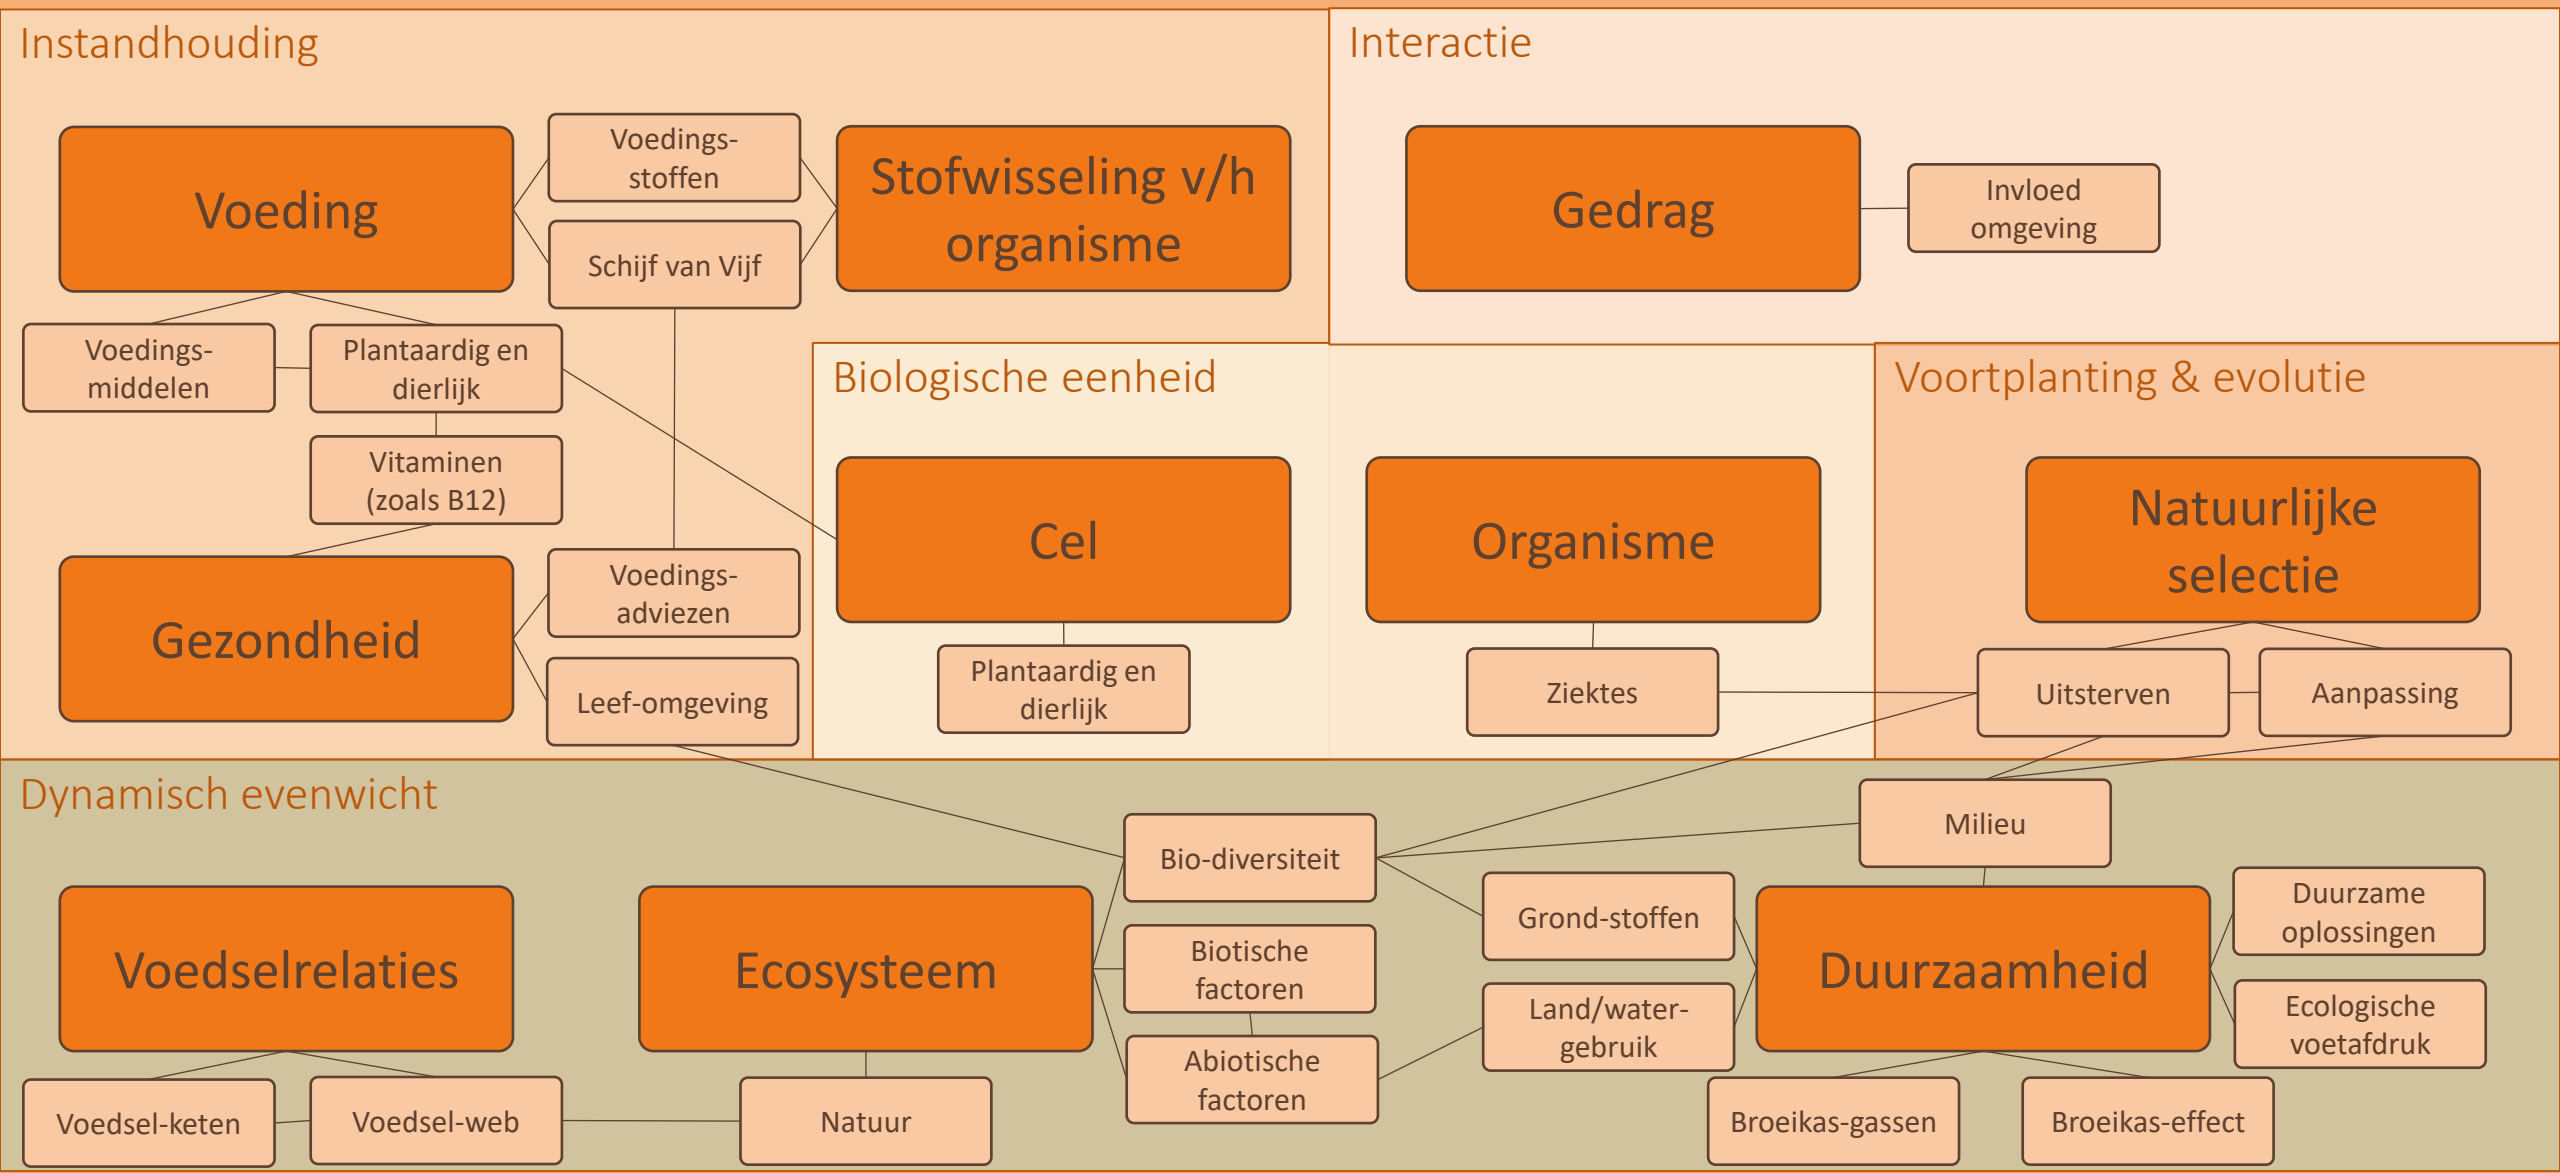 Instandhouding
Voeding
Voedings-
stoffen
Schijf van Vijf
Stofwisseling v/h
organisme
Voedings-
middelen
Plantaardig en
dierlijk
Vitaminen
(zoals B12)
Gezondheid
Voedings-
adviezen
Leef-omgeving
Interactie
Gedrag
Invloed
omgeving
Biologische eenheid
Cel
Plantaardig en
dierlijk
Organisme
Ziektes
Voortplanting & evolutie
Natuurlijke
selectie
Uitsterven
Aanpassing
Dynamisch evenwicht
Voedselrelaties
Voedsel-keten
Voedsel-web
Ecosysteem
Natuur
Bio-diversiteit
Biotische
factoren
Abiotische
factoren
Milieu
Grond-stoffen
Land/water-
gebruik
Duurzaamheid
Duurzame
oplossingen
Ecologische
voetafdruk
Broeikas-gassen
Broeikas-effect